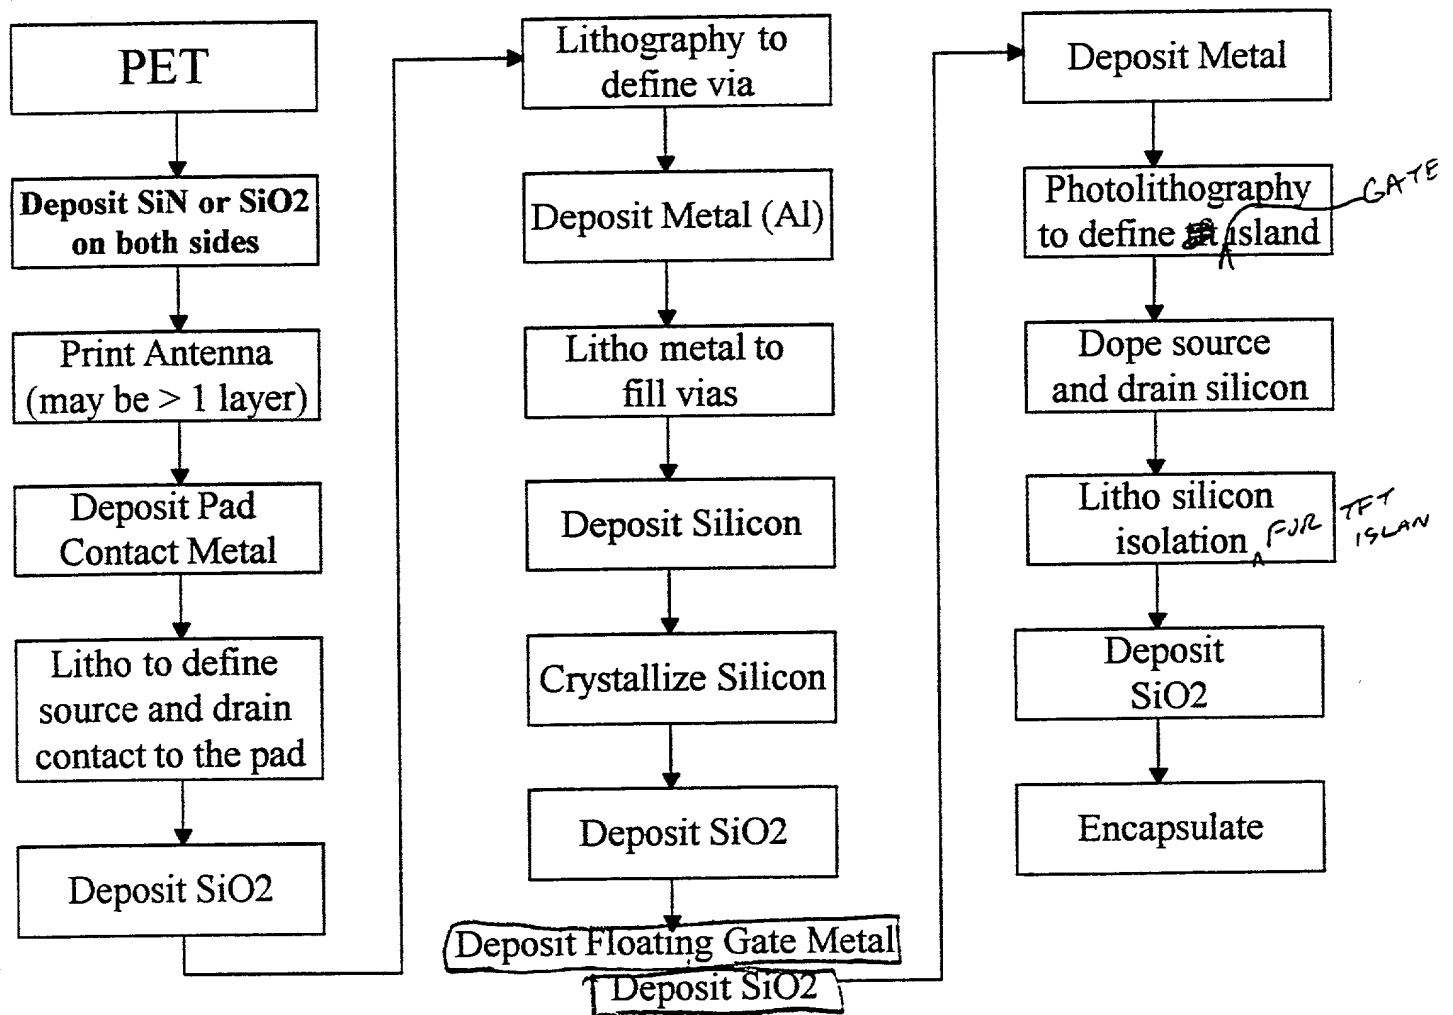 PET
Deposit SiN or SiO2
on both sides
Print Antenna
(may be > 1 layer)
Deposit Pad
Contact Metal
Litho to define
source and drain
contact to the pad
Deposit SiO2
Lithography to
define via
Deposit Metal (Al)
Litho metal to
fill vias
Deposit Silicon
Crystallize Silicon
Deposit SiO2
Deposit Floating Gate Metal
Deposit SiO2
Deposit Metal
Photolithography
to define island
GATE
Dope source
and drain silicon
Litho silicon
isolation FOR TFT
ISLAN
Deposit
SiO2
Encapsulate